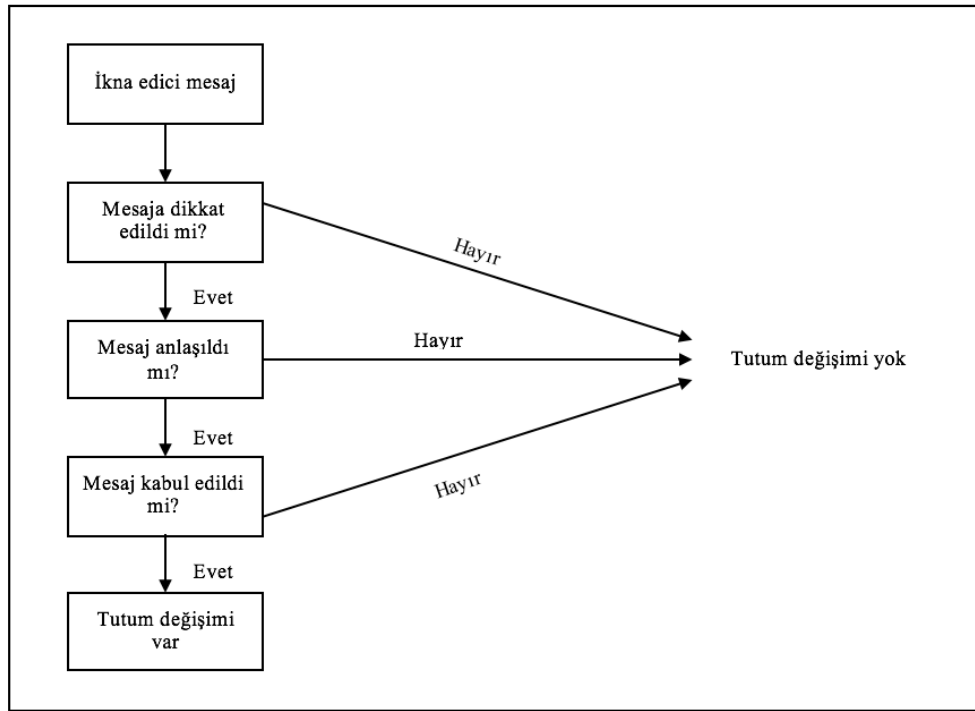 İkna edici mesaj
Mesaja dikkat
edildi mi?
Hayır
Evet
Mesaj anlaşıldı
mı?
Hayır
Tutum değişimi yok
Evet
Mesaj kabul edildi
mi?
Hayır
Evet
Tutum değişimi
var